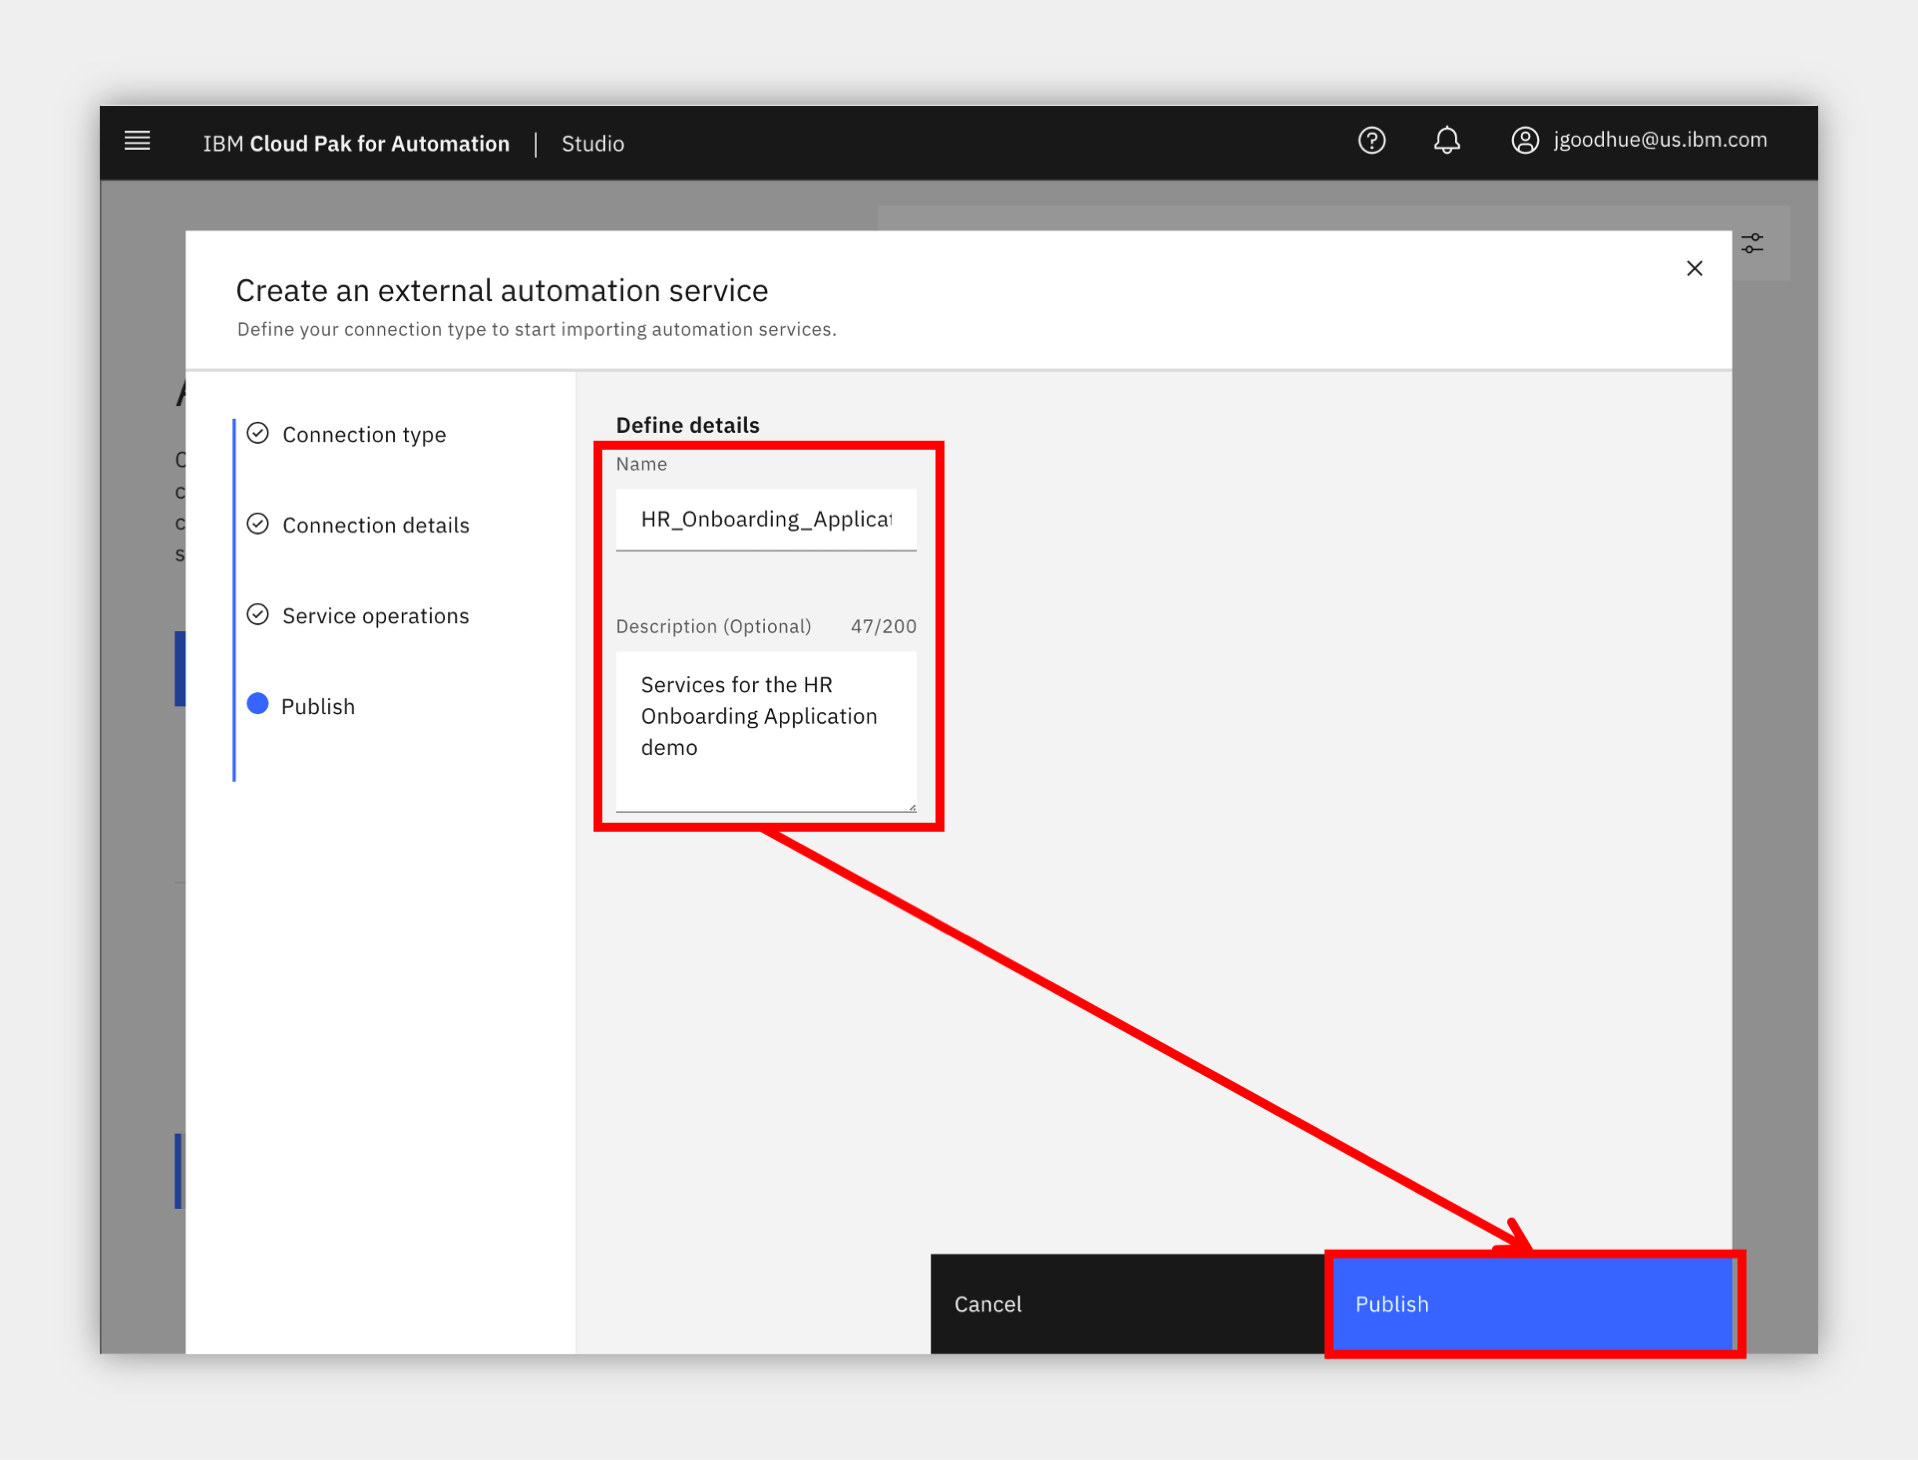 IBM Cloud Pak for Automation | Studio
jgoodhue@us.ibm.com
Create an external automation service
Define your connection type to start importing automation services.
Connection type
Connection details
Service operations
Publish
Define details
Name
HR_Onboarding_Applicat
Description (Optional) 47/200
Services for the HR
Onboarding Application
demo
Cancel
Publish